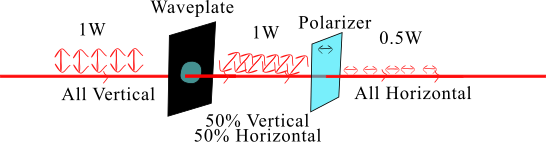 Waveplate
1W
1W
Polarizer
0.5W
All Vertical
All Horizontal
50% Vertical
50% Horizontal